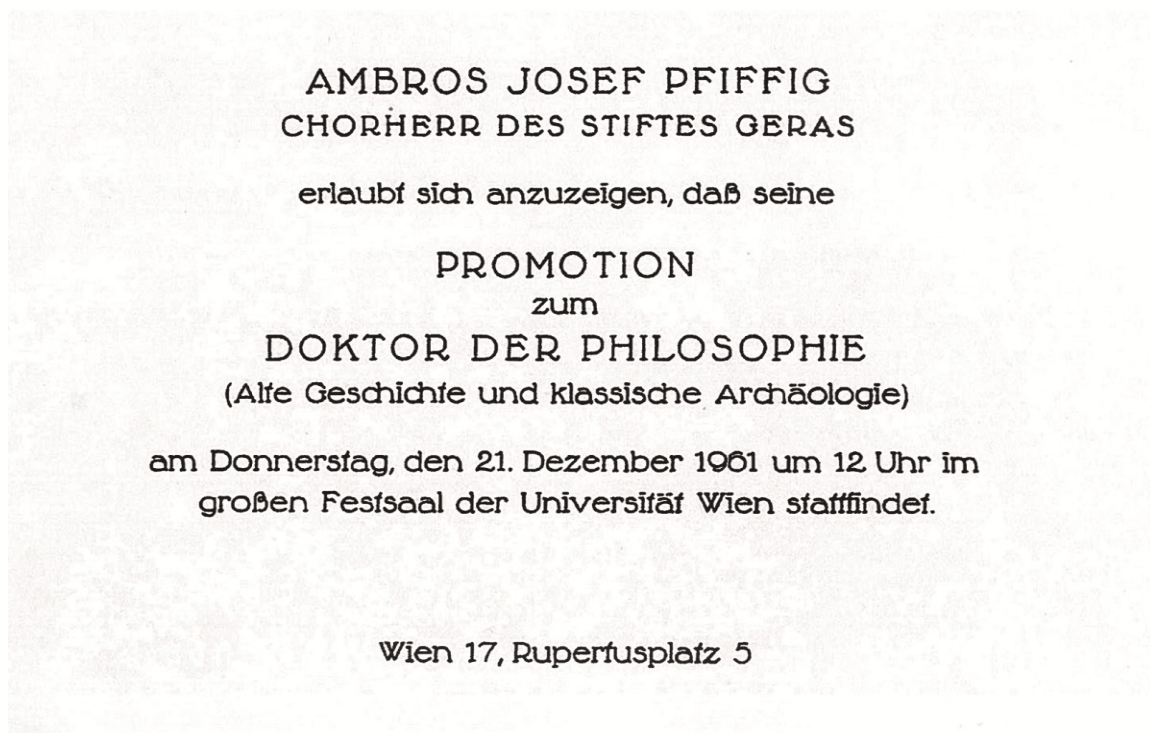 AMBROS JOSEF PFIFFIG
CHORHERR DES STIFTES GERAS
erlaubt sich anzuzeigen, daß seine
PROMOTION
zum
DOKTOR DER PHILOSOPHIE
(Alte Geschichte und klassische Archäologie)
am Donnerstag, den 21. Dezember 1961 um 12 Uhr im
großen Festsaal der Universität Wien stattfindet.
Wien 17, Rupertusplatz 5